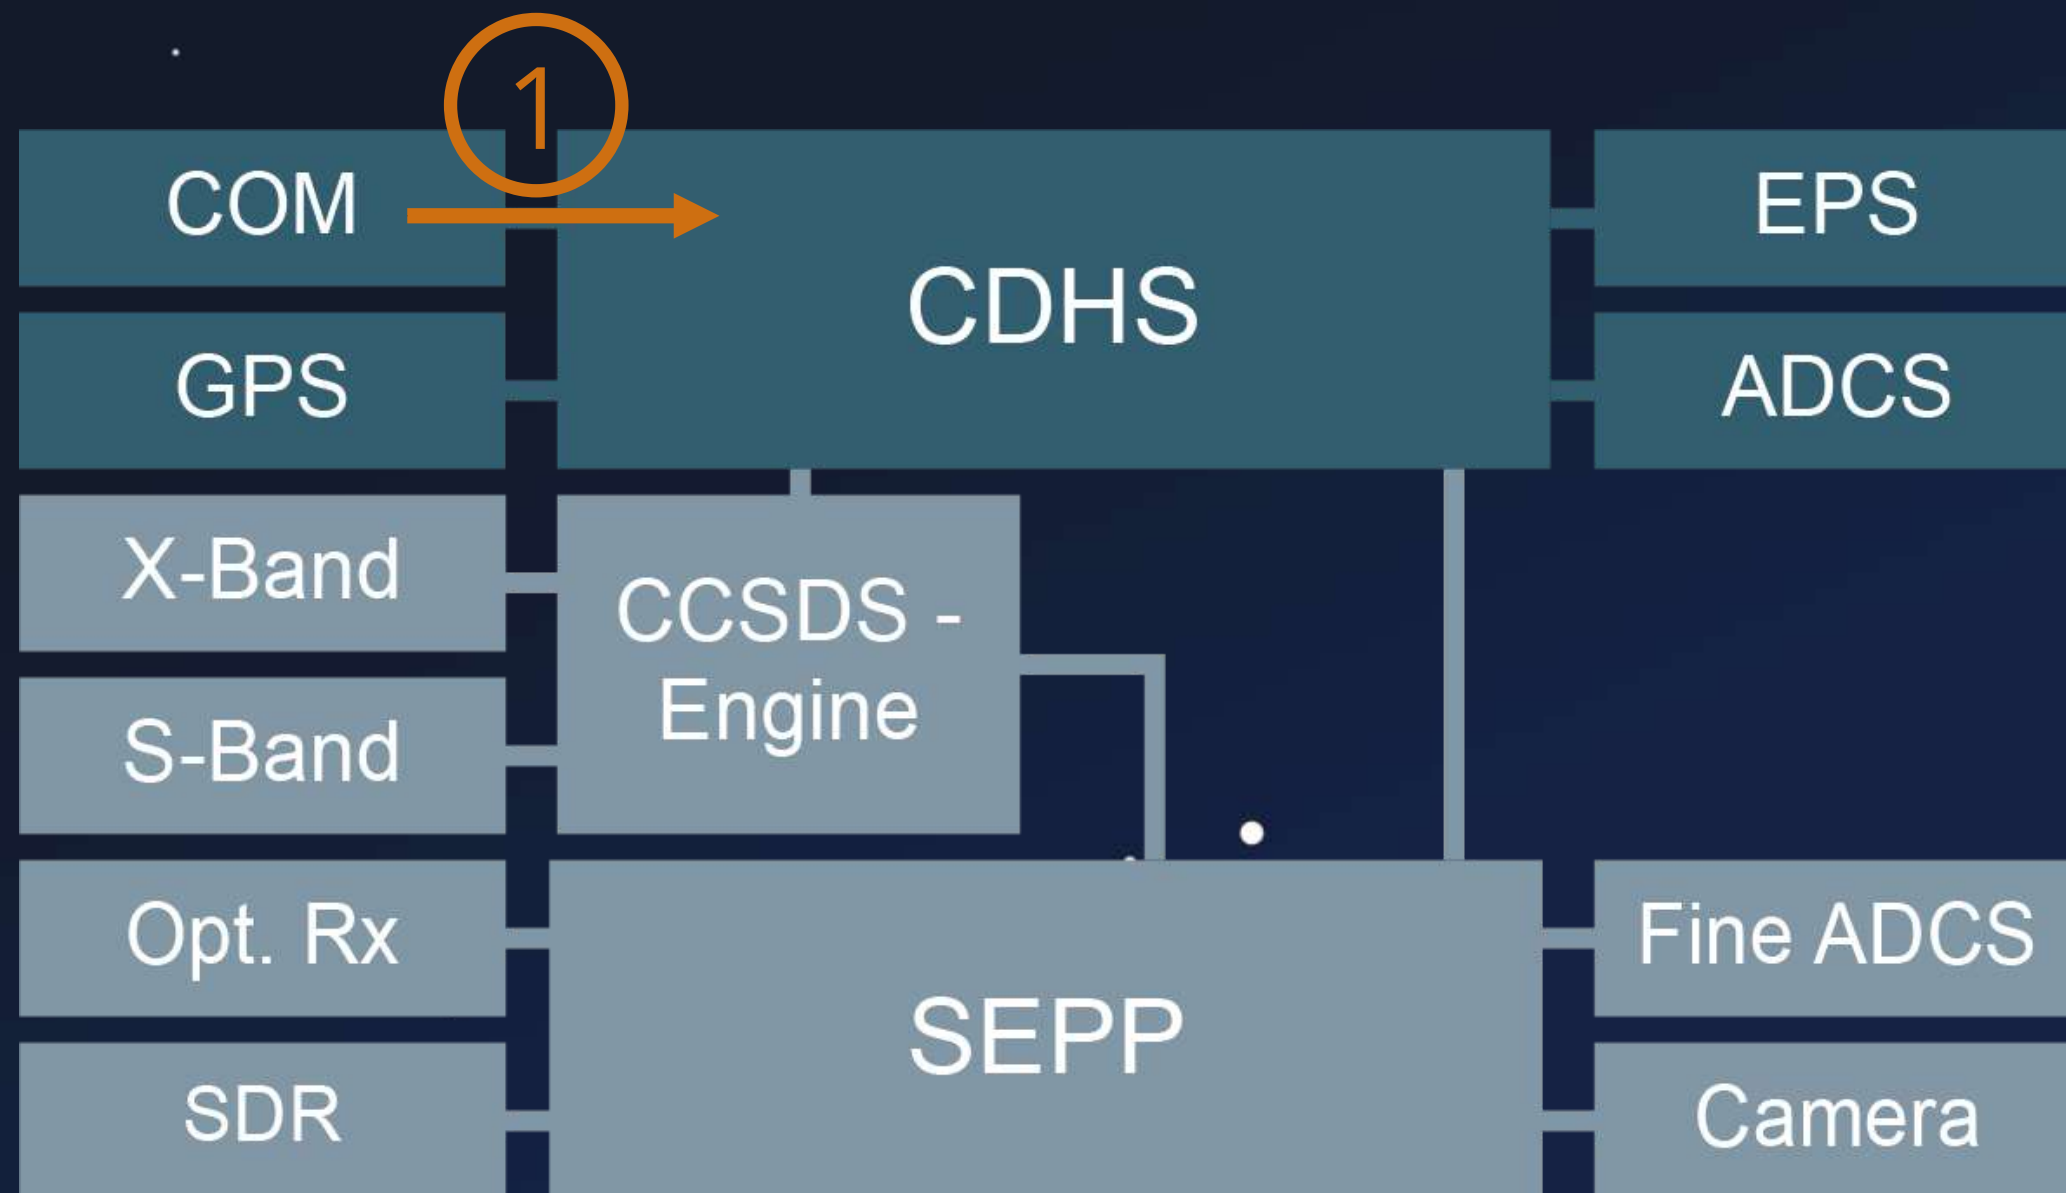 1
COM
CDHS
EPS
GPS
ADCS
X-Band
CCSDS -
Engine
S-Band
Opt. Rx
SEPP
Fine ADCS
SDR
Camera